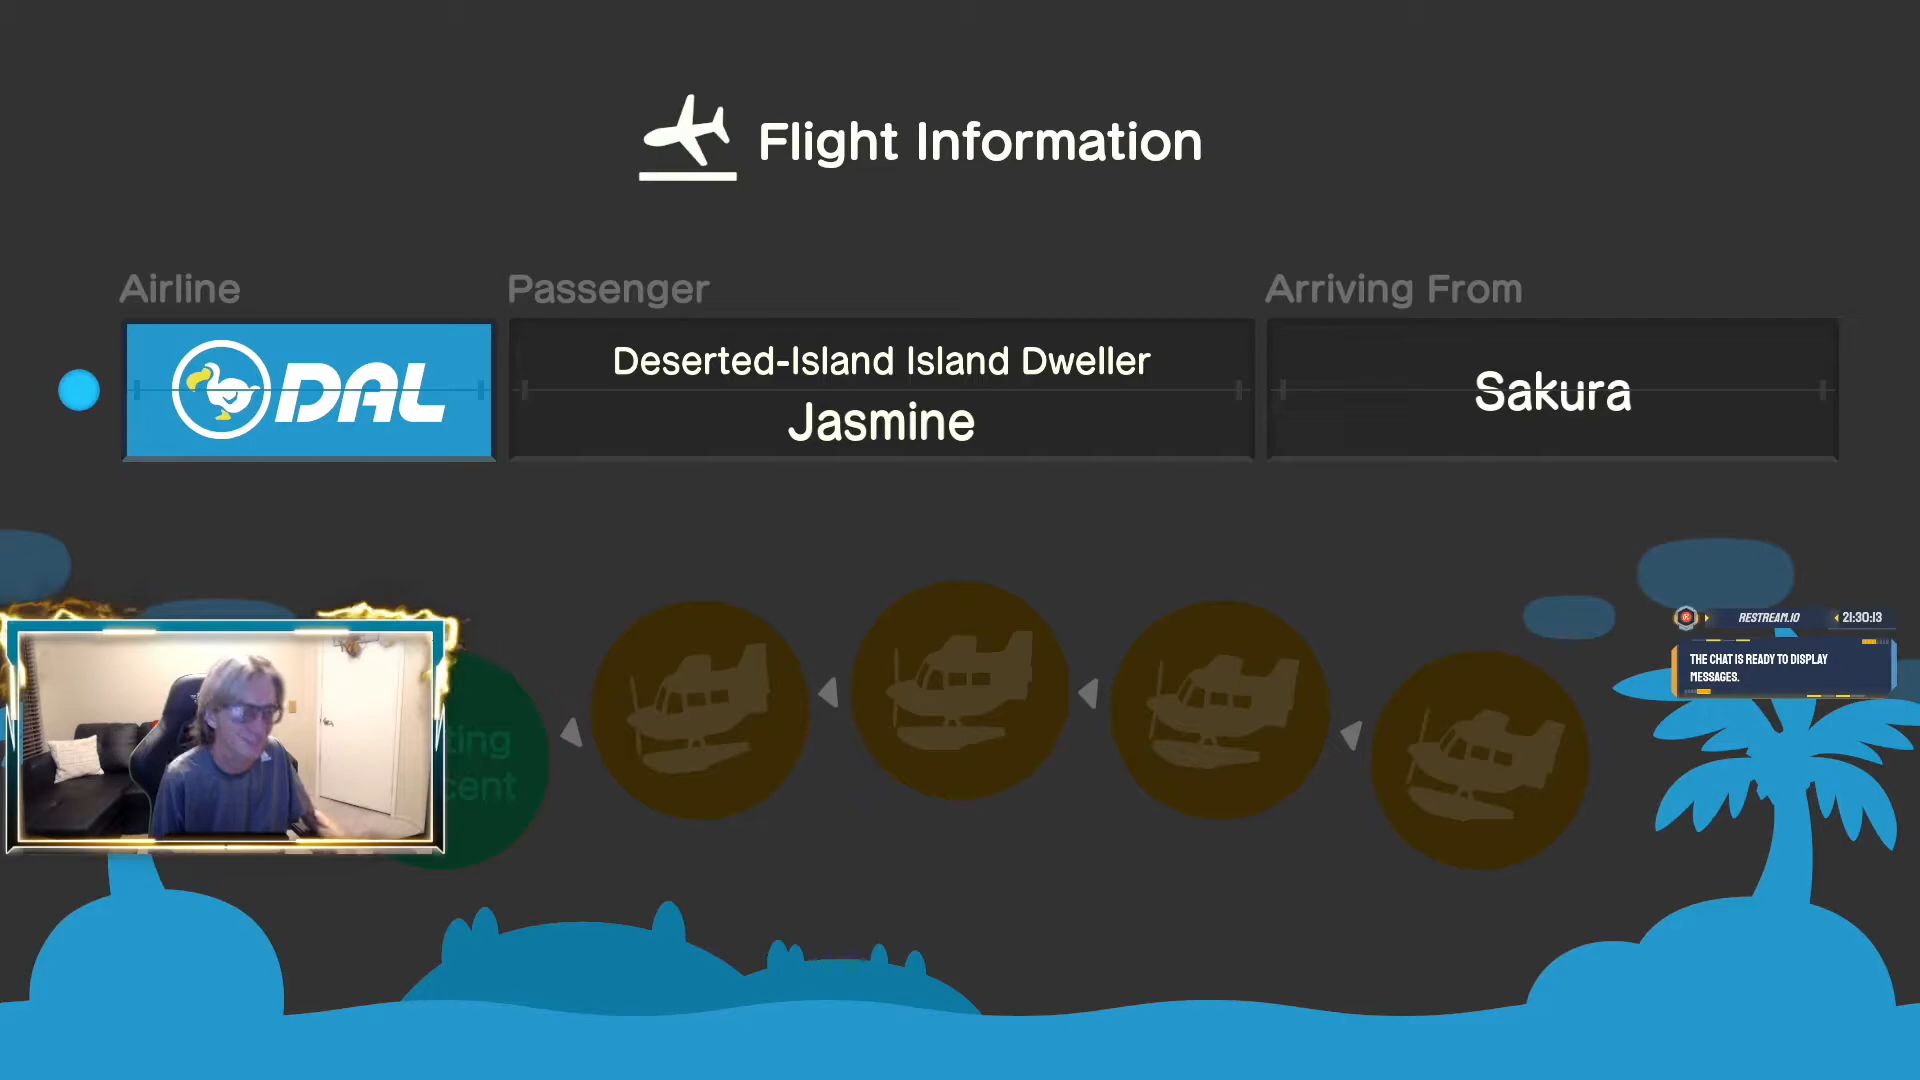 Flight Information
Airline
Passenger
Arriving From
DAL
Deserted-Island Island Dweller
Jasmine
Sakura
RESTREAM.IO
21:30:13
THE CHAT IS READY TO DISPLAY
MESSAGES.